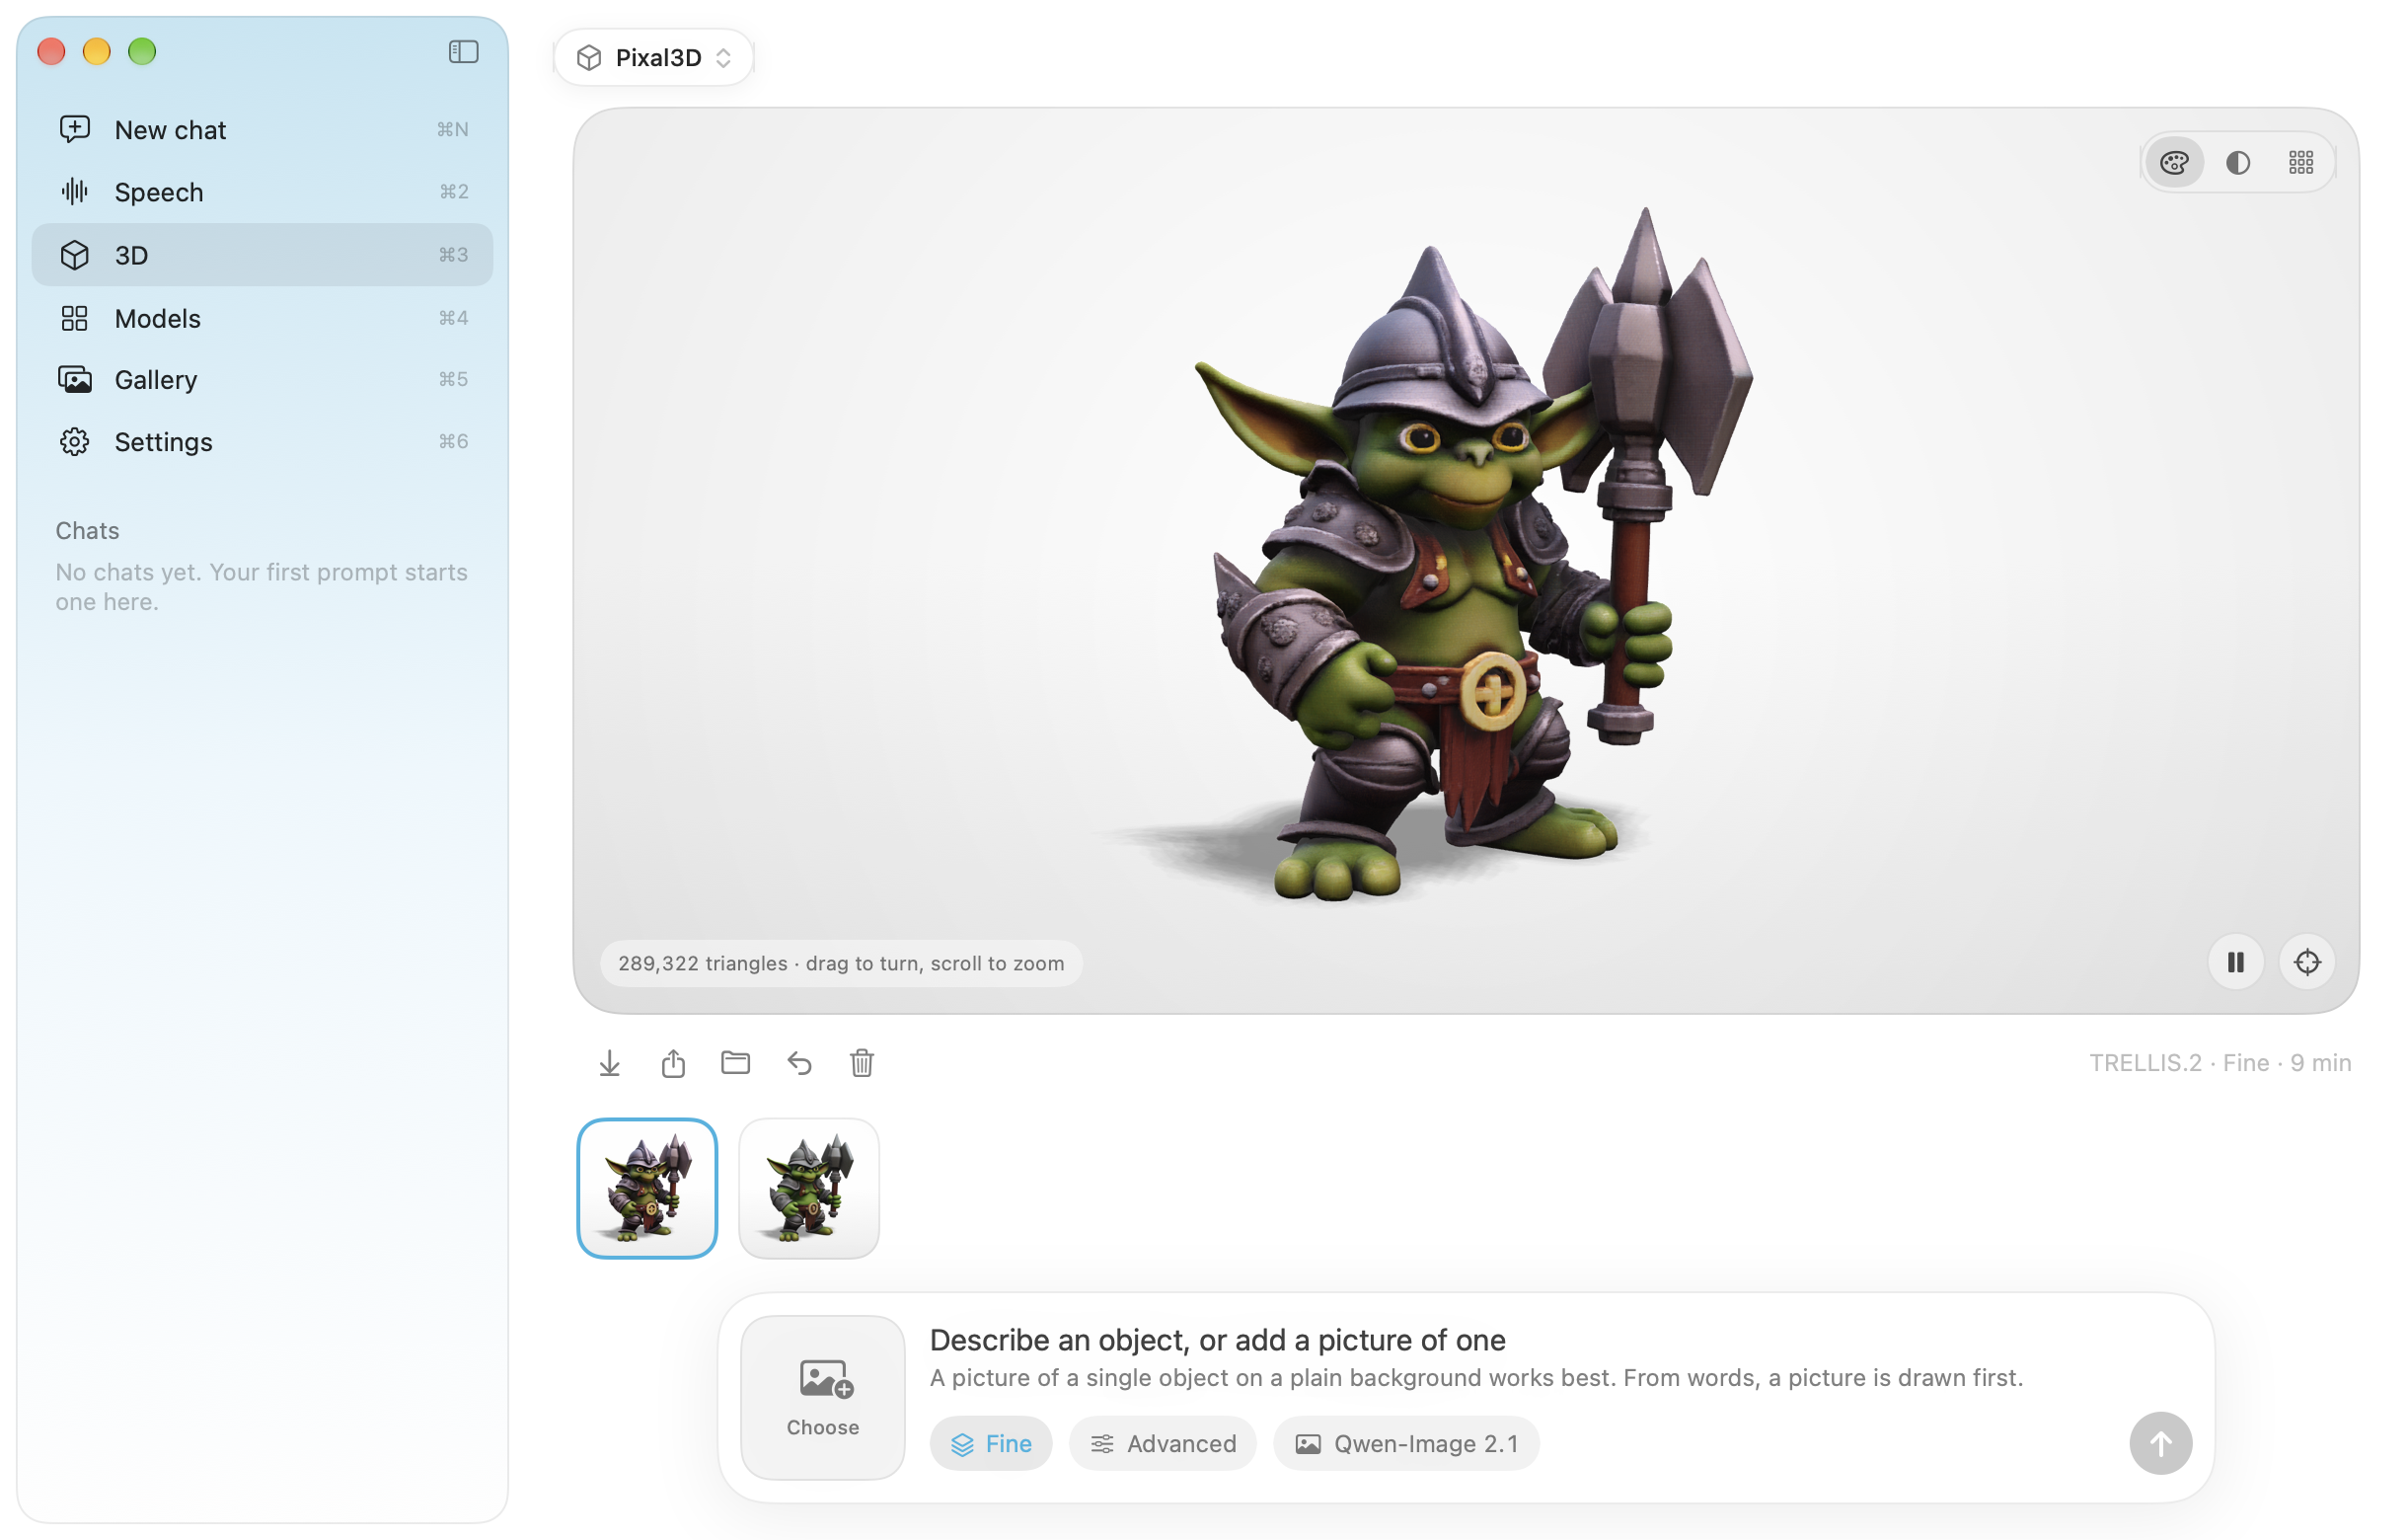 New chat ⌘N
Speech ⌘2
3D ⌘3
Models ⌘4
Gallery ⌘5
Settings ⌘6
Chats
No chats yet. Your first prompt starts
one here.
Pixal3D
289,322 triangles · drag to turn, scroll to zoom
TRELLIS.2 · Fine · 9 min
Choose
Describe an object, or add a picture of one
A picture of a single object on a plain background works best. From words, a picture is drawn first.
Fine
Advanced
Qwen-Image 2.1